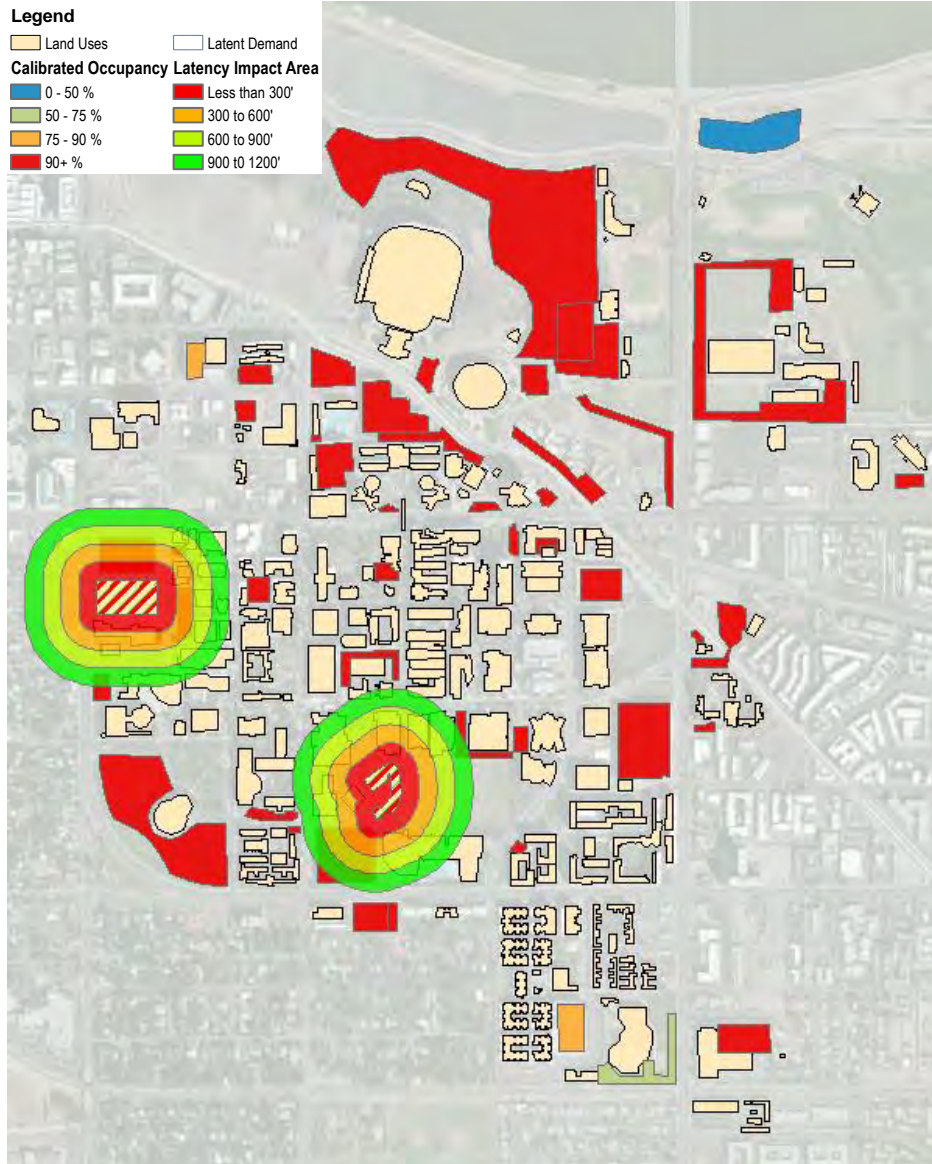 Legend
Land Uses
Latent Demand
Calibrated Occupancy
Latency Impact Area
0 - 50 %
Less than 300'
50 - 75 %
300 to 600'
75 - 90 %
600 to 900'
90+ %
900 to 1200'